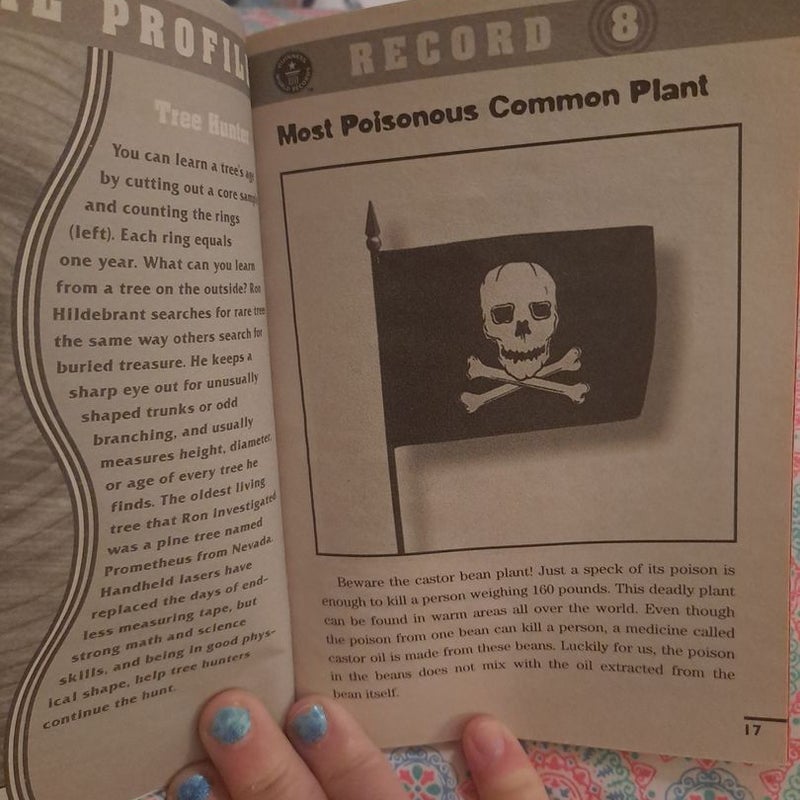 PROFIL
Tree Hunter
You can learn a tree's
by cutting out a core
and counting the rings
(left). Each ring equals
one year. What can you learn
from a tree on the outside? Ron
Hildebrant searches for rare trees
the same way others search for
buried treasure. He keeps a
sharp eye out for unusually
shaped trunks or odd
branching, and usually
measures height, diameter,
or age of every tree he
finds. The oldest living
tree that Ron investigated
was a pine tree named
Prometheus from Nevada.
Handheld lasers have
replaced the days of end-
less measuring tape, but
strong math and science
skills, and being in good phys-
ical shape, help tree hunters
continue the hunt.
GUINNESS
WORLD RECORDS
RECORD 8
Most Poisonous Common Plant
Beware the castor bean plant! Just a speck of its poison is
enough to kill a person weighing 160 pounds. This deadly plant
can be found in warm areas all over the world. Even though
the poison from one bean can kill a person, a medicine called
castor oil is made from these beans. Luckily for us, the poison
in the beans does not mix with the oil extracted from the
bean itself.
17